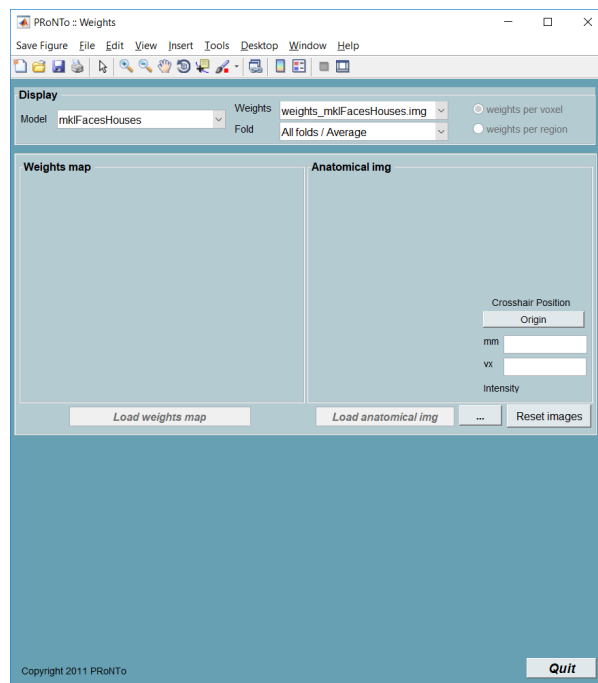 PRoNTo :: Weights
Save Figure File Edit View Insert Tools Desktop Window Help
Display
Model mklFacesHouses
Weights weights_mklFacesHouses.img
Fold All folds / Average
weights per voxel
weights per region
Weights map
Anatomical img
Crosshair Position
Origin
mm
vx
Intensity
Load weights map
Load anatomical img
...
Reset images
Copyright 2011 PRoNTo
Quit